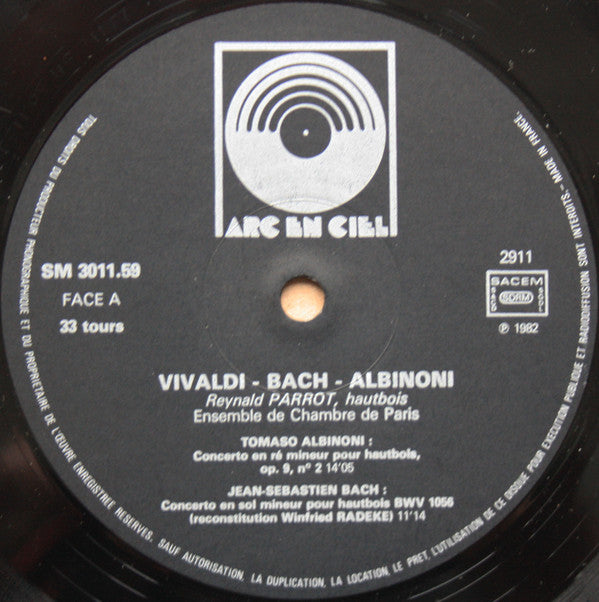 ARC EN CIEL
SM 3011.59
FACE A
33 tours
2911
SACEM
SACD SDRM SGDL
℗ 1982
VIVALDI - BACH - ALBINONI
Reynald PARROT, hautbois
Ensemble de Chambre de Paris
TOMASO ALBINONI :
Concerto en ré mineur pour hautbois,
op. 9, n° 2 14'05
JEAN-SEBASTIEN BACH :
Concerto en sol mineur pour hautbois BWV 1056
(reconstitution Winfried RADEKE) 11'14
TOUS DROITS DU PRODUCTEUR PHONOGRAPHIQUE ET DU PROPRIETAIRE DE L'ŒUVRE ENREGISTREE RESERVES. SAUF AUTORISATION, LA DUPLICATION, LA LOCATION, LE PRET, L'UTILISATION DE CE DISQUE POUR EXECUTION PUBLIQUE ET RADIODIFFUSION SONT INTERDITS. - MADE IN FRANCE.